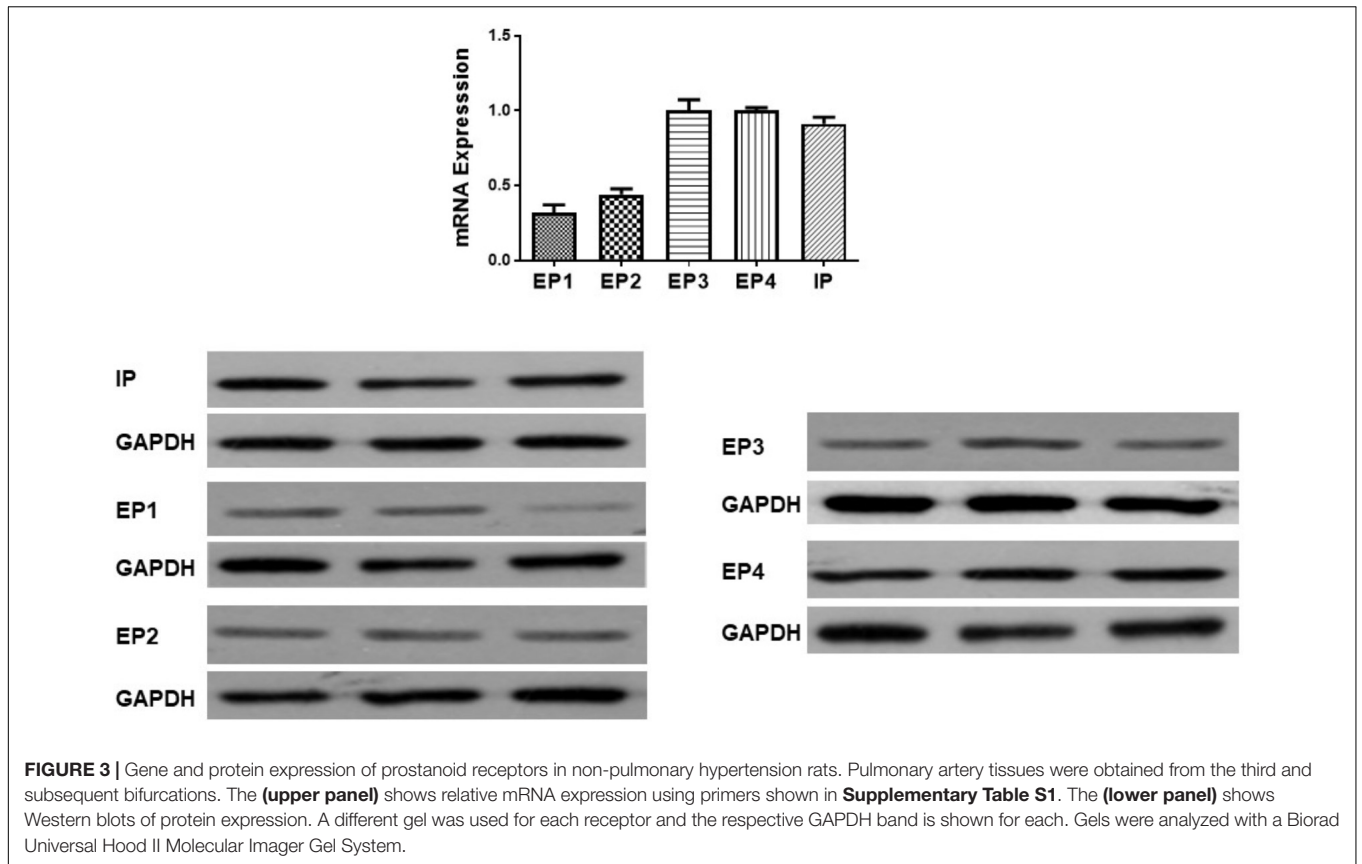 mRNA Expresssion
1.5
1.0
0.5
0.0
EP1 EP2 EP3 EP4 IP
IP
GAPDH
EP1
GAPDH
EP2
GAPDH
EP3
GAPDH
EP4
GAPDH
FIGURE 3 | Gene and protein expression of prostanoid receptors in non-pulmonary hypertension rats. Pulmonary artery tissues were obtained from the third and
subsequent bifurcations. The (upper panel) shows relative mRNA expression using primers shown in Supplementary Table S1. The (lower panel) shows
Western blots of protein expression. A different gel was used for each receptor and the respective GAPDH band is shown for each. Gels were analyzed with a Biorad
Universal Hood II Molecular Imager Gel System.